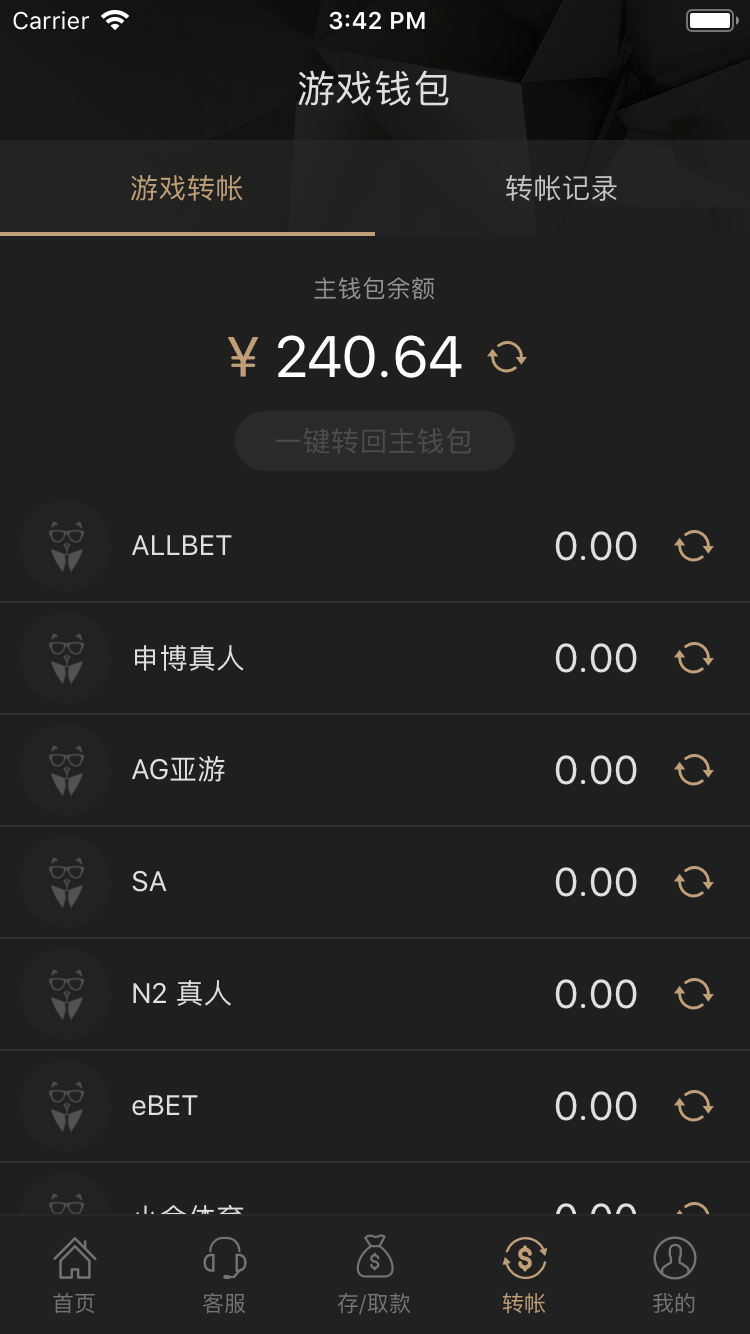 Carrier 3:42 PM
游戏钱包
游戏转帐 转帐记录
主钱包余额
¥ 240.64
一键转回主钱包
ALLBET 0.00
申博真人 0.00
AG亚游 0.00
SA 0.00
N2 真人 0.00
eBET 0.00
0.00
首页 客服 存/取款 转帐 我的